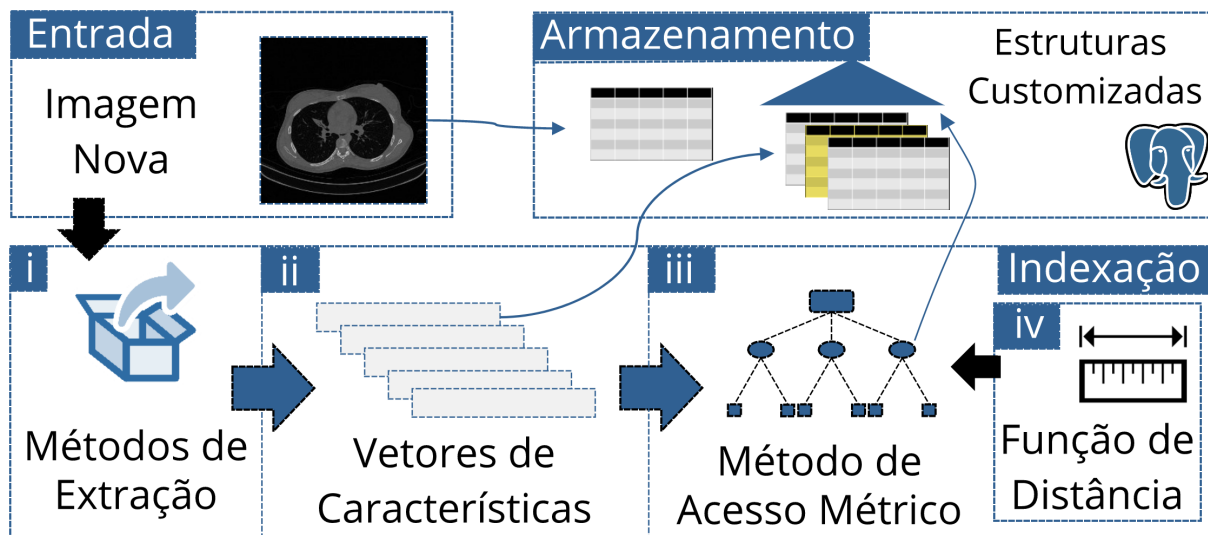 Entrada
Imagem
Nova
Armazenamento
Estruturas
Customizadas
i
ii
iii
Indexação
iv
Métodos de
Extração
Vetores de
Características
Método de
Acesso Métrico
Função de
Distância